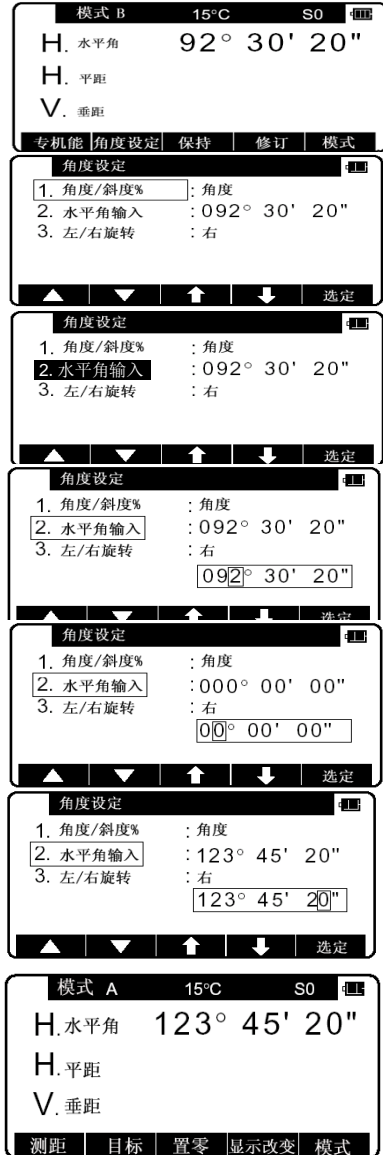 模式 B 15°C S0
H. 水平角 92° 30' 20"
H. 平距
V. 垂距
专机能 角度设定 保持 修订 模式
角度设定
1. 角度/斜度% : 角度
2. 水平角输入 : 092° 30' 20"
3. 左/右旋转 : 右
选定
角度设定
1. 角度/斜度% : 角度
2. 水平角输入 : 092° 30' 20"
3. 左/右旋转 : 右
选定
角度设定
1. 角度/斜度% : 角度
2. 水平角输入 : 092° 30' 20"
3. 左/右旋转 : 右
092° 30' 20"
选定
角度设定
1. 角度/斜度% : 角度
2. 水平角输入 : 000° 00' 00"
3. 左/右旋转 : 右
00° 00' 00"
选定
角度设定
1. 角度/斜度% : 角度
2. 水平角输入 : 123° 45' 20"
3. 左/右旋转 : 右
123° 45' 20"
选定
模式 A 15°C S0
H. 水平角 123° 45' 20"
H. 平距
V. 垂距
测距 目标 置零 显示改变 模式